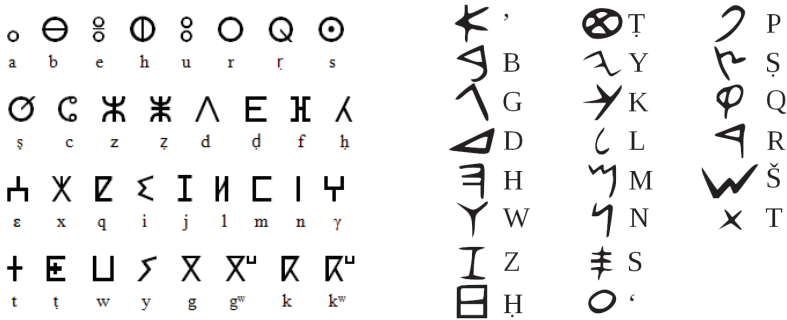 ⴰ ⴱ ⴻ ⵀ ⵓ ⵔ ⵕ ⵙ
a b e h u r ṛ s
ⵚ ⵛ ⵣ ⵥ ⴷ ⴹ ⴼ ⵃ
ṣ c z ẓ d ḍ f ḥ
ⵄ ⵅ ⵇ ⵉ ⵊ ⵍ ⵎ ⵏ ⵖ
ε x q i j l m n γ
ⵜ ⵟ ⵡ ⵢ ⴳ ⴳⵯ ⴽ ⴽⵯ
t ṭ w y g gʷ k kʷ
𐤀 ʼ
𐤁 B
𐤂 G
𐤃 D
𐤄 H
𐤅 W
𐤆 Z
𐤇 Ḥ
𐤈 Ṭ
𐤉 Y
𐤊 K
𐤋 L
𐤌 M
𐤍 N
𐤎 S
𐤏 ʻ
𐤐 P
𐤑 Ṣ
𐤒 Q
𐤓 R
𐤔 Š
𐤕 T